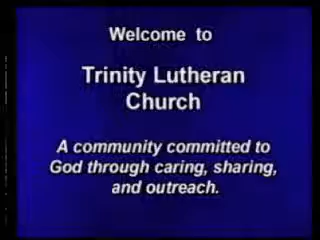 Welcome to
Trinity Lutheran
Church
A community committed to
God through caring, sharing,
and outreach.